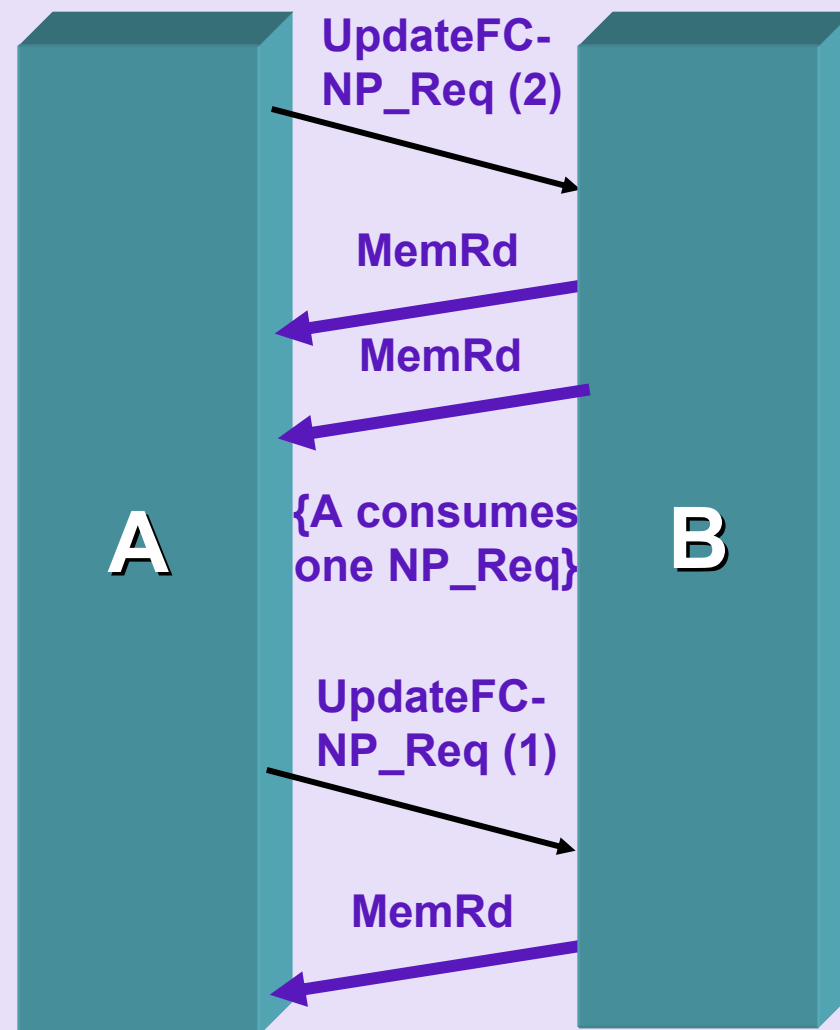 UpdateFC-
NP_Req (2)
MemRd
MemRd
{A consumes
one NP_Req}
A
B
UpdateFC-
NP_Req (1)
MemRd